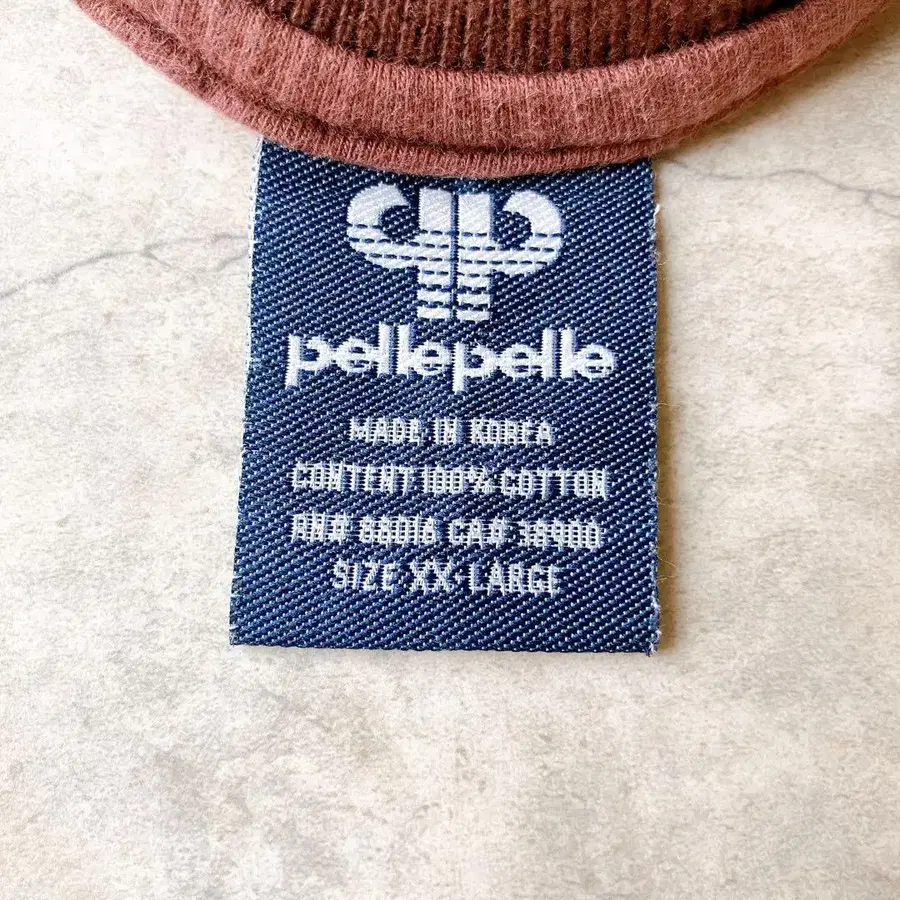 pellepelle
MADE IN KOREA
CONTENT 100% COTTON
RN# 88016 CA# 38900
SIZE XX-LARGE